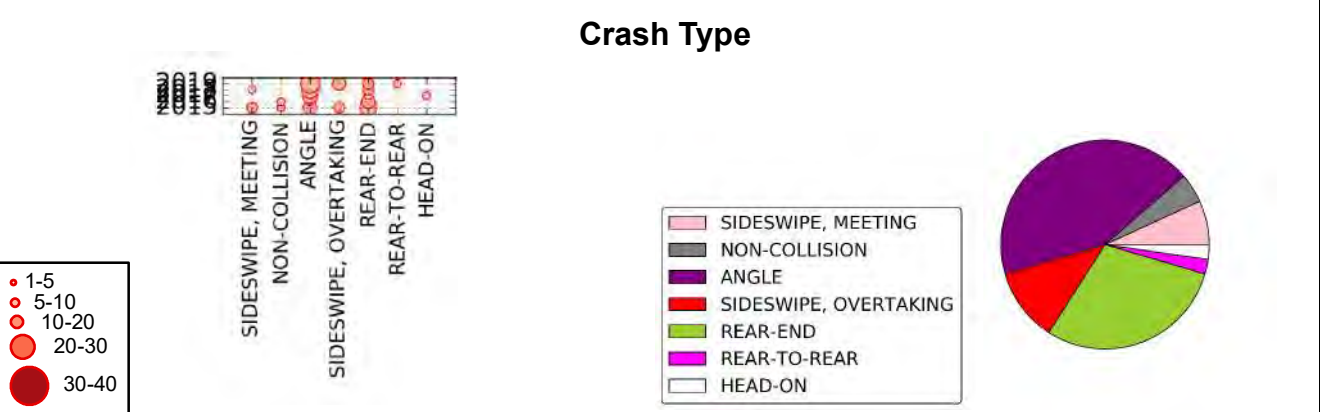 Crash Type
2019
2015
SIDESWIPE, MEETING
NON-COLLISION
ANGLE
SIDESWIPE, OVERTAKING
REAR-END
REAR-TO-REAR
HEAD-ON
1-5
5-10
10-20
20-30
30-40
SIDESWIPE, MEETING
NON-COLLISION
ANGLE
SIDESWIPE, OVERTAKING
REAR-END
REAR-TO-REAR
HEAD-ON